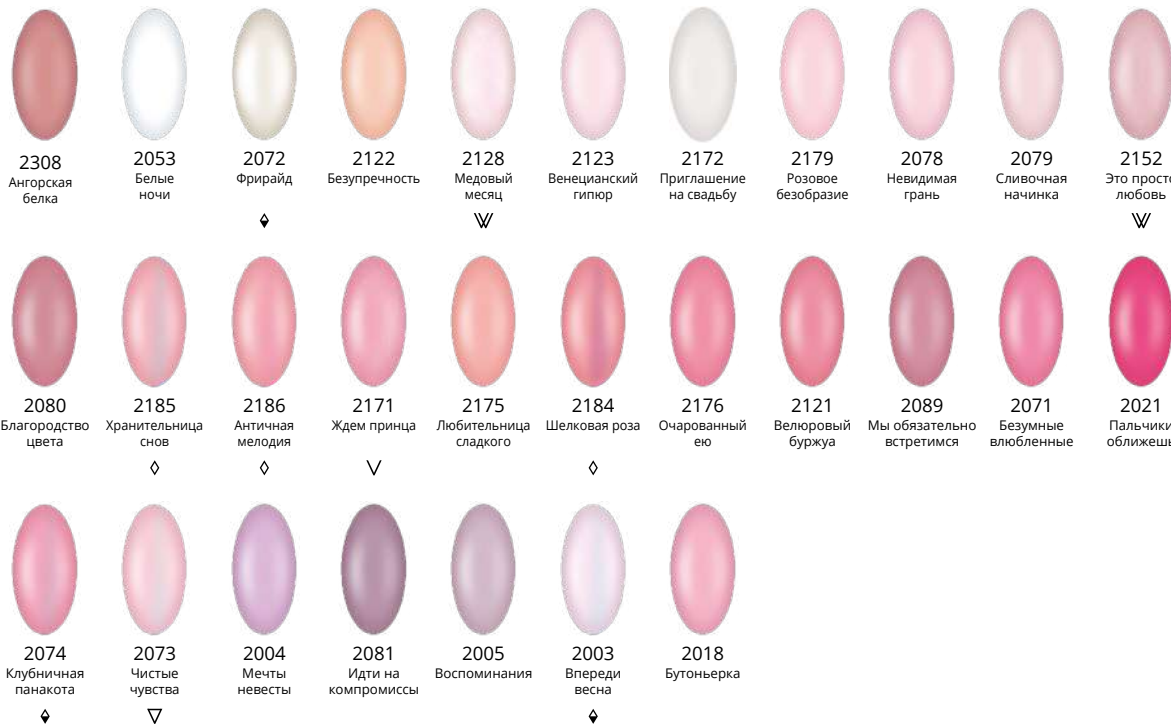 2308 2053 2072 2122 2128 2123 2172 2179 2078 2079 2152
Ангорская Белые Фрирайд Безупречность Медовый Венецианский Приглашение Розовое Невидимая Сливочная Это просто
белка ночи месяц гипюр на свадьбу безобразие грань начинка любовь
2080 2185 2186 2171 2175 2184 2176 2121 2089 2071 2021
Благородство Хранительница Античная Ждем принца Любительница Шелковая роза Очарованный Велюровый Мы обязательно Безумные Пальчики
цвета снов мелодия сладкого ею буржуа встретимся влюбленные оближешь
2074 2073 2004 2081 2005 2003 2018
Клубничная Чистые Мечты Идти на Воспоминания Впереди Бутоньерка
панакота чувства невесты компромиссы весна